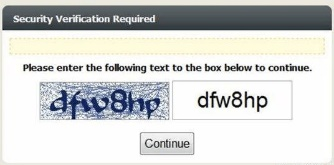 Security Verification Required
Please enter the following text to the box below to continue.
dfw8hp dfw8hp
Continue